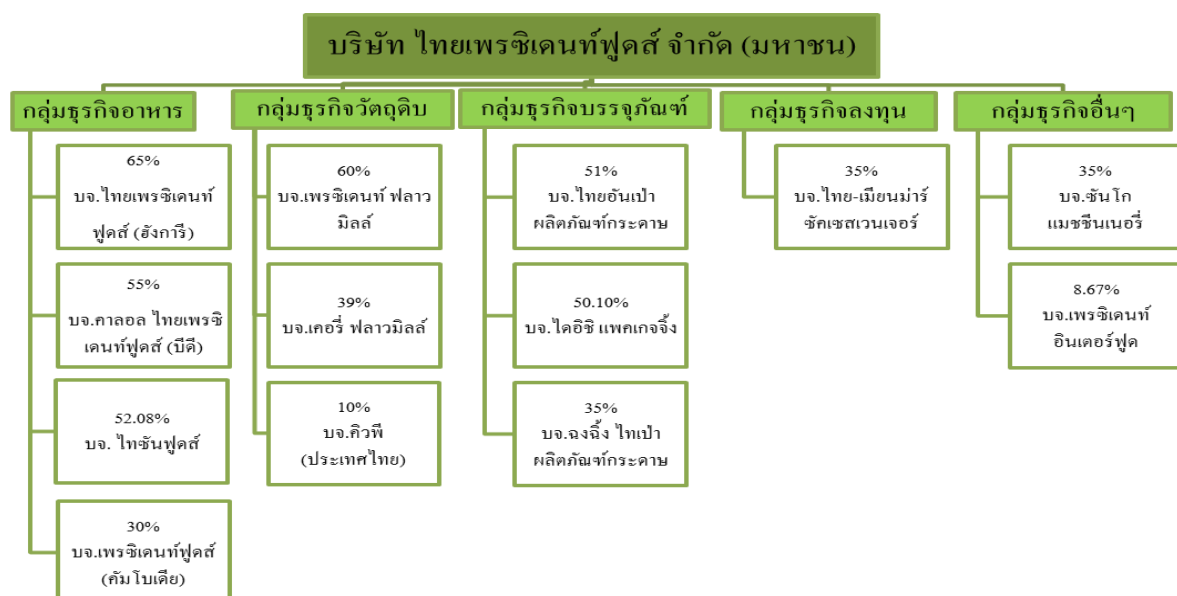 บริษัท ไทยเพรซิเดนท์ฟูดส์ จำกัด (มหาชน)
กลุ่มธุรกิจอาหาร
65%
บจ.ไทยเพรซิเดนท์
ฟูดส์ (ฮังการี)
55%
บจ.คาลอล ไทยเพรซิ
เดนท์ฟูดส์ (บีดี)
52.08%
บจ. ไทซันฟูดส์
30%
บจ.เพรซิเดนท์ฟูดส์
(คัมโบเดีย)
กลุ่มธุรกิจวัตถุดิบ
60%
บจ.เพรซิเดนท์ ฟลาว
มิลล์
39%
บจ.เคอรี่ ฟลาวมิลล์
10%
บจ.คิวพี
(ประเทศไทย)
กลุ่มธุรกิจบรรจุภัณฑ์
51%
บจ.ไทยอันเป่า
ผลิตภัณฑ์กระดาษ
50.10%
บจ.ไดอิชิ แพคเกจจิ้ง
35%
บจ.ฉงฉิ้ง ไทเป่า
ผลิตภัณฑ์กระดาษ
กลุ่มธุรกิจลงทุน
35%
บจ.ไทย-เมียนม่าร์
ซัคเซสเวนเจอร์
กลุ่มธุรกิจอื่นๆ
35%
บจ.ซันโก
แมชชีนเนอรี่
8.67%
บจ.เพรซิเดนท์
อินเตอร์ฟูด